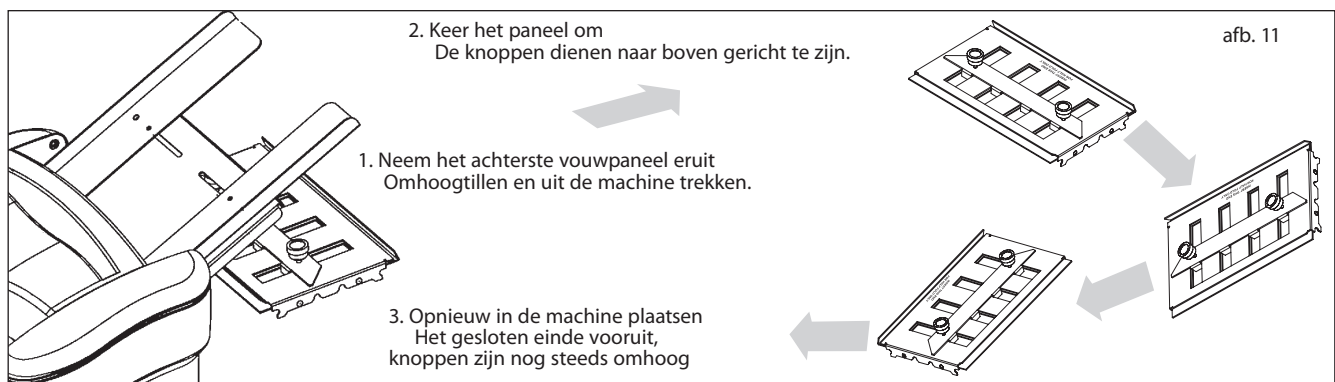 2. Keer het paneel om
De knoppen dienen naar boven gericht te zijn.
afb. 11
1. Neem het achterste vouwpaneel eruit
Omhoogtillen en uit de machine trekken.
3. Opnieuw in de machine plaatsen
Het gesloten einde vooruit,
knoppen zijn nog steeds omhoog